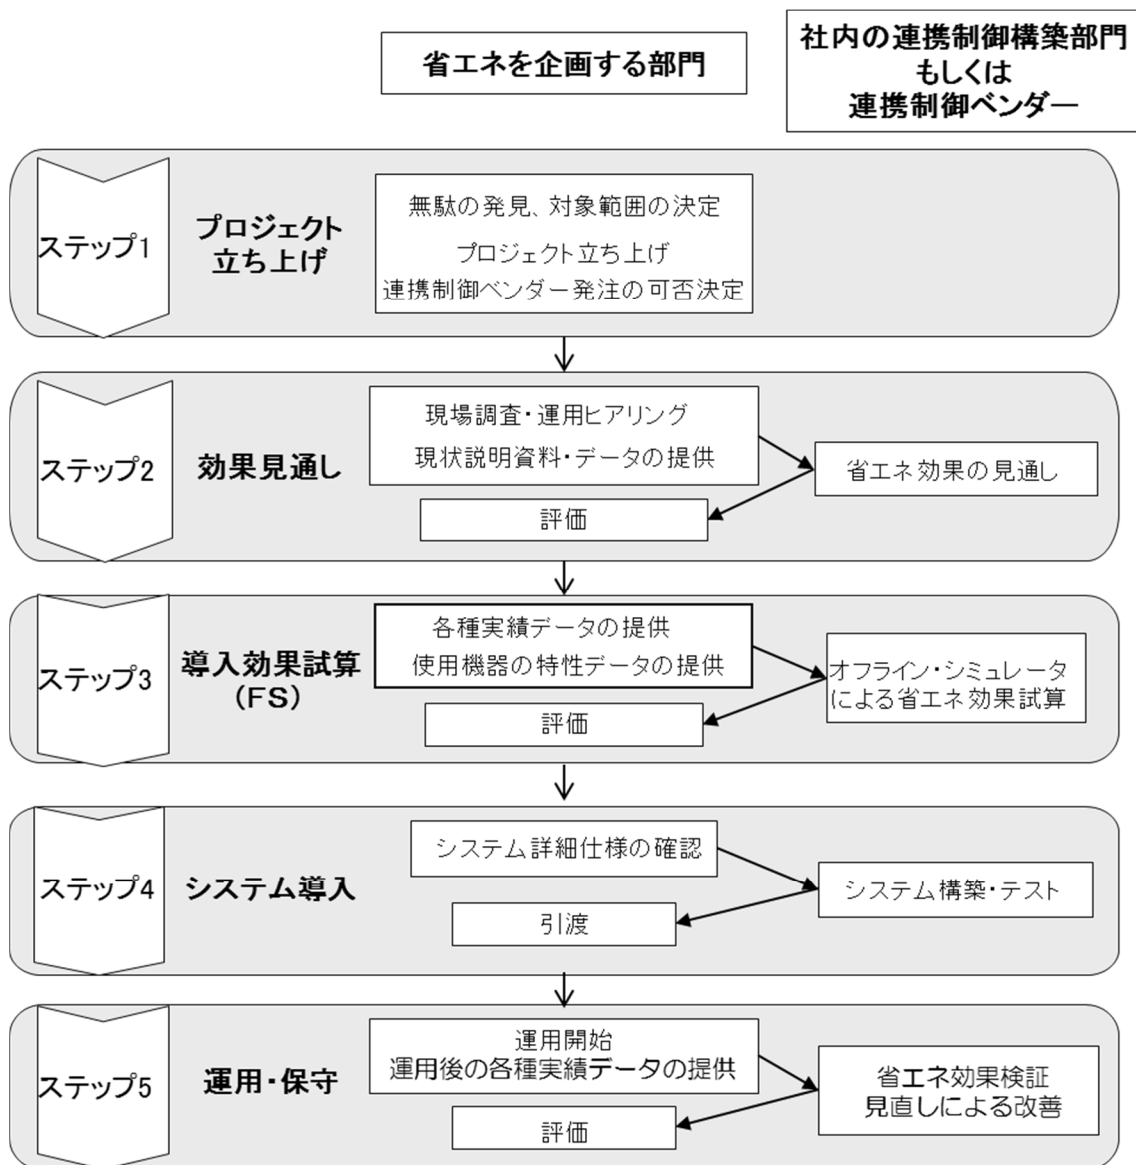 省エネを企画する部門
社内の連携制御構築部門
もしくは
連携制御ベンダー
ステップ1
プロジェクト
立ち上げ
無駄の発見、対象範囲の決定
プロジェクト立ち上げ
連携制御ベンダー発注の可否決定
ステップ2
効果見通し
現場調査・運用ヒアリング
現状説明資料・データの提供
省エネ効果の見通し
評価
ステップ3
導入効果試算
(FS)
各種実績データの提供
使用機器の特性データの提供
オフライン・シミュレータ
による省エネ効果試算
評価
ステップ4
システム導入
システム詳細仕様の確認
システム構築・テスト
引渡
ステップ5
運用・保守
運用開始
運用後の各種実績データの提供
省エネ効果検証
見直しによる改善
評価